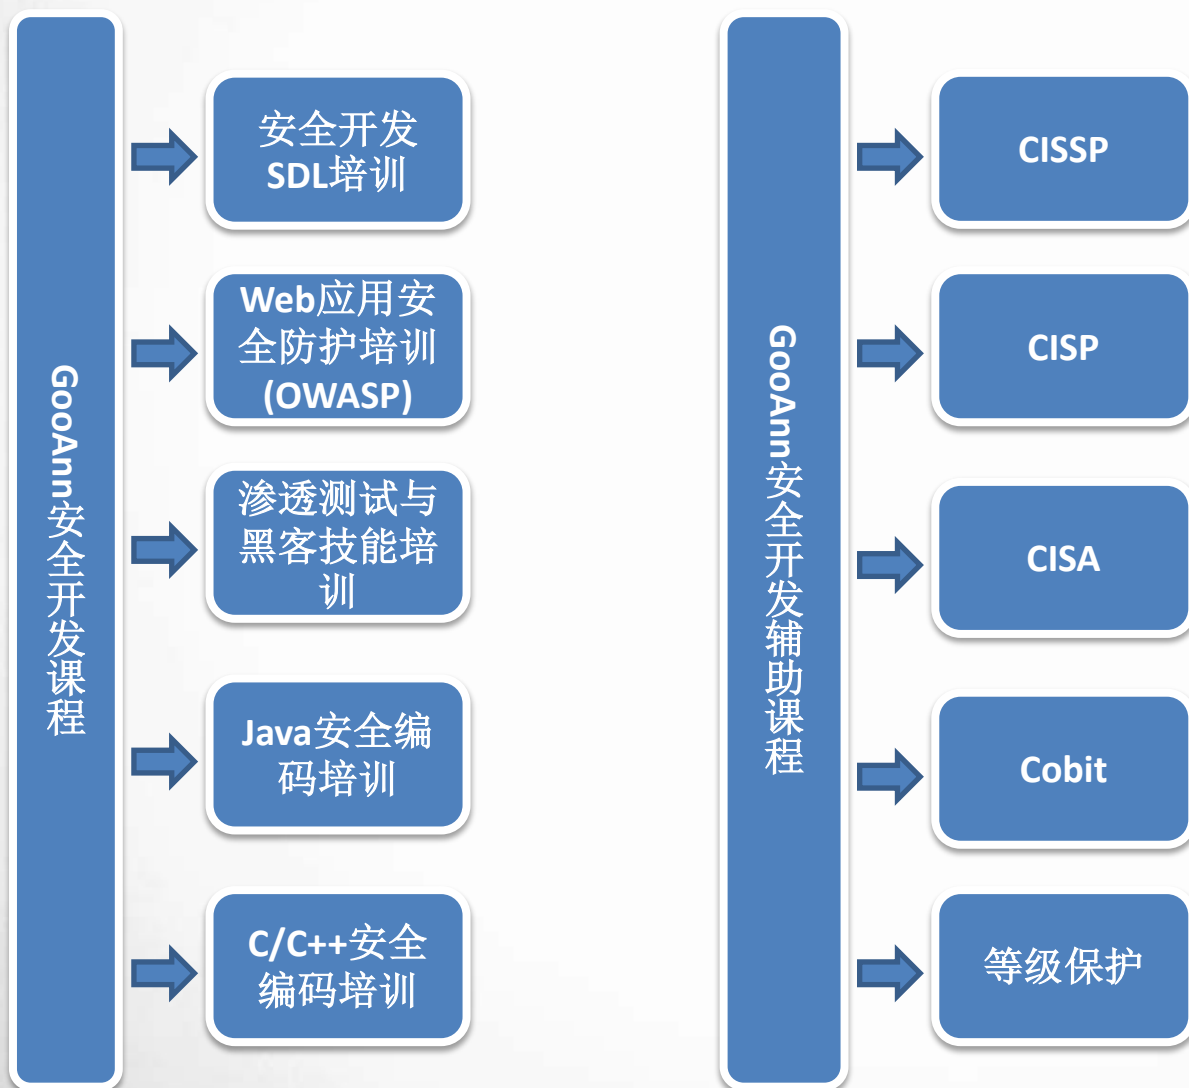 GooAnn安全开发课程
安全开发
SDL培训
Web应用安
全防护培训
(OWASP)
渗透测试与
黑客技能培
训
Java安全编
码培训
C/C++安全
编码培训
GooAnn安全开发辅助课程
CISSP
CISP
CISA
Cobit
等级保护